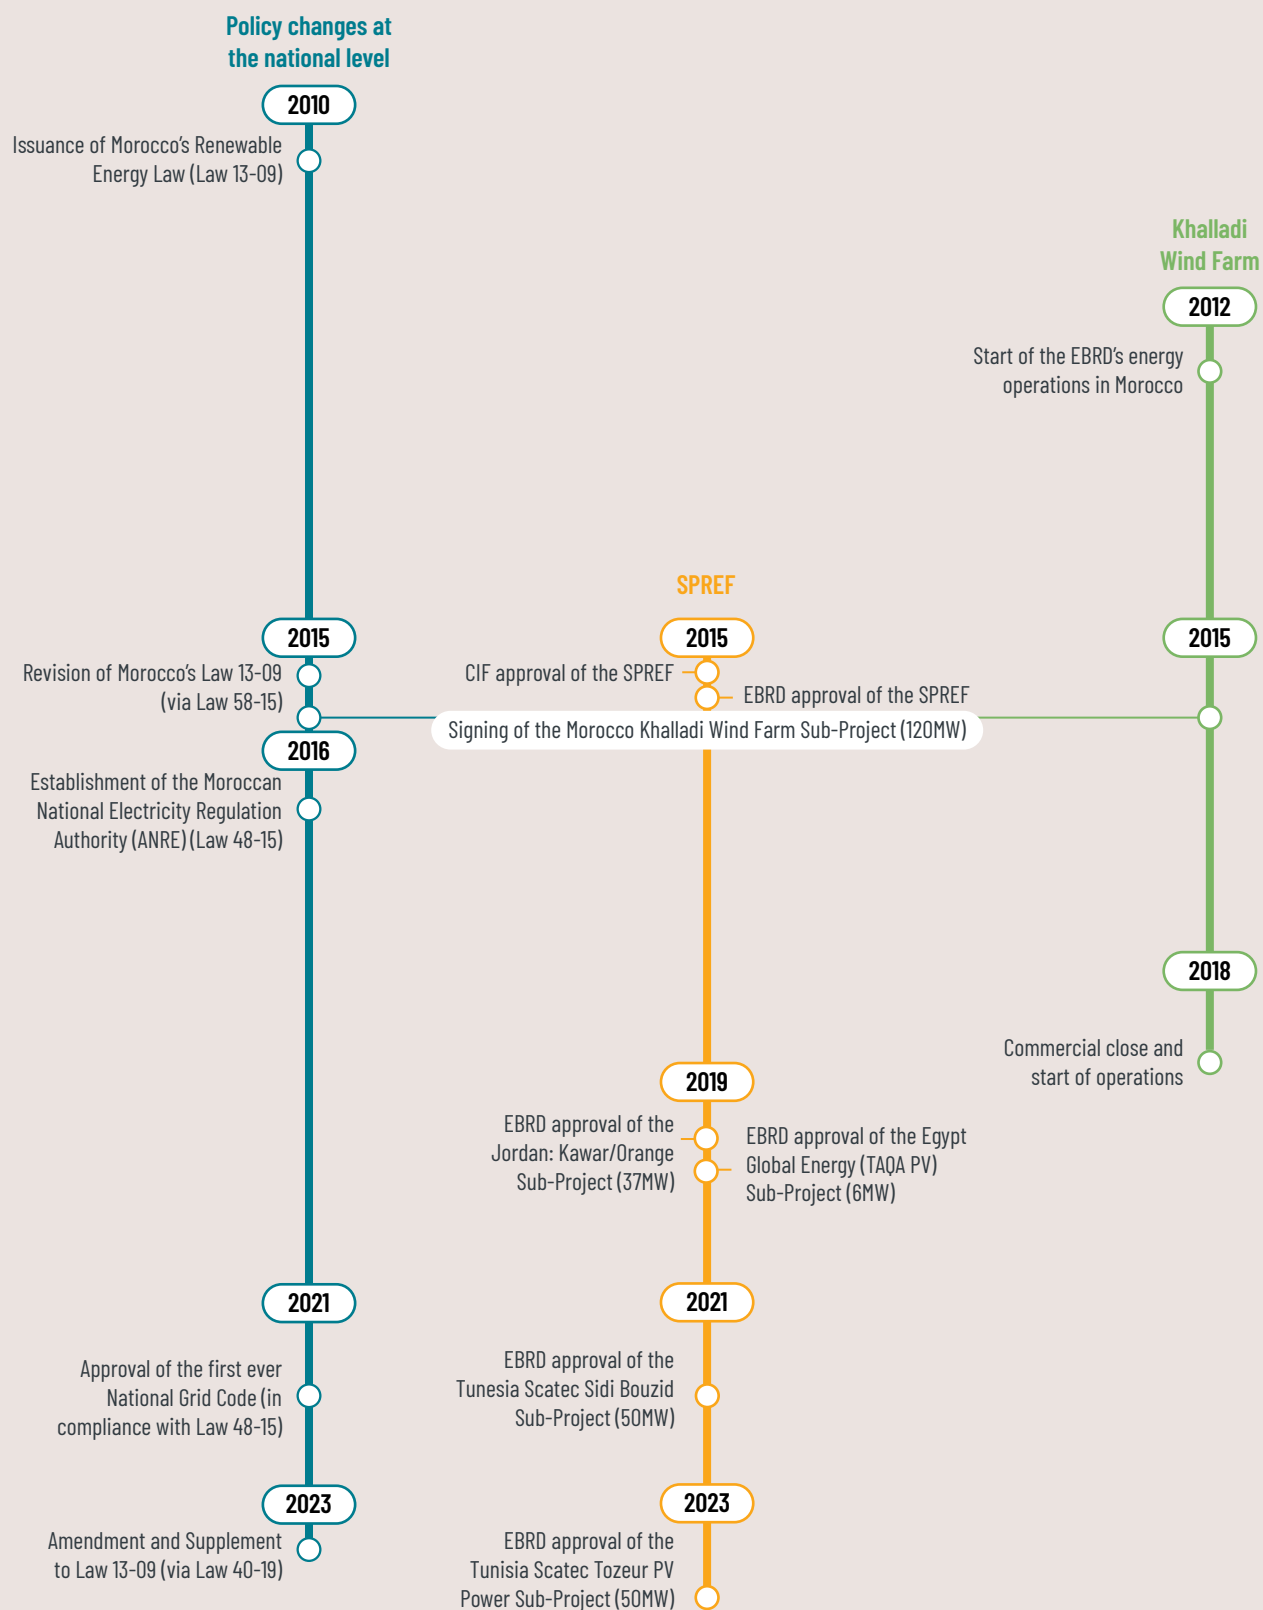 Policy changes at
the national level
2010
Issuance of Morocco's Renewable
Energy Law (Law 13-09)
2015
Revision of Morocco's Law 13-09
(via Law 58-15)
2016
Establishment of the Moroccan
National Electricity Regulation
Authority (ANRE) (Law 48-15)
2021
Approval of the first ever
National Grid Code (in
compliance with Law 48-15)
2023
Amendment and Supplement
to Law 13-09 (via Law 40-19)
SPREF
2015
CIF approval of the SPREF
EBRD approval of the SPREF
Signing of the Morocco Khalladi Wind Farm Sub-Project (120MW)
2019
EBRD approval of the
Jordan: Kawar/Orange
Sub-Project (37MW)
EBRD approval of the Egypt
Global Energy (TAQA PV)
Sub-Project (6MW)
2021
EBRD approval of the
Tunesia Scatec Sidi Bouzid
Sub-Project (50MW)
2023
EBRD approval of the
Tunisia Scatec Tozeur PV
Power Sub-Project (50MW)
Khalladi
Wind Farm
2012
Start of the EBRD's energy
operations in Morocco
2015
2018
Commercial close and
start of operations